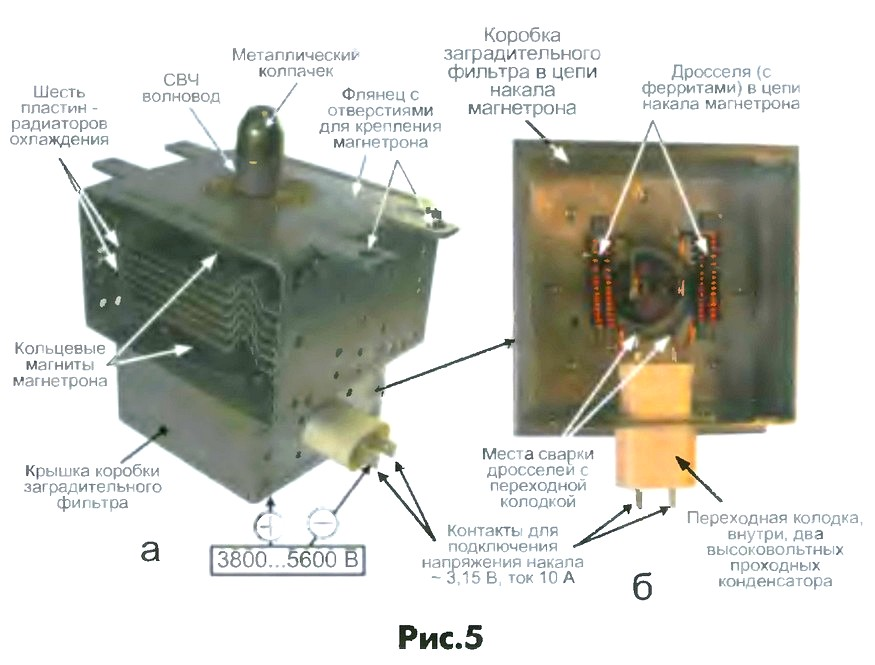 Шесть
пластин -
радиаторов
охлаждения
СВЧ
волновод
Металлический
колпачек
Флянец с
отверстиями
для крепления
магнетрона
Коробка
заградительного
фильтра в цепи
накала
магнетрона
Дросселя (с
ферритами) в цепи
накала магнетрона
Кольцевые
магниты
магнетрона
Крышка коробки
заградительного
фильтра
+
−
3800...5600 В
а
Контакты для
подключения
напряжения накала
~ 3,15 В, ток 10 А
Места сварки
дросселей с
переходной
колодкой
Переходная колодка,
внутри, два
высоковольтных
проходных
конденсатора
б
Рис.5